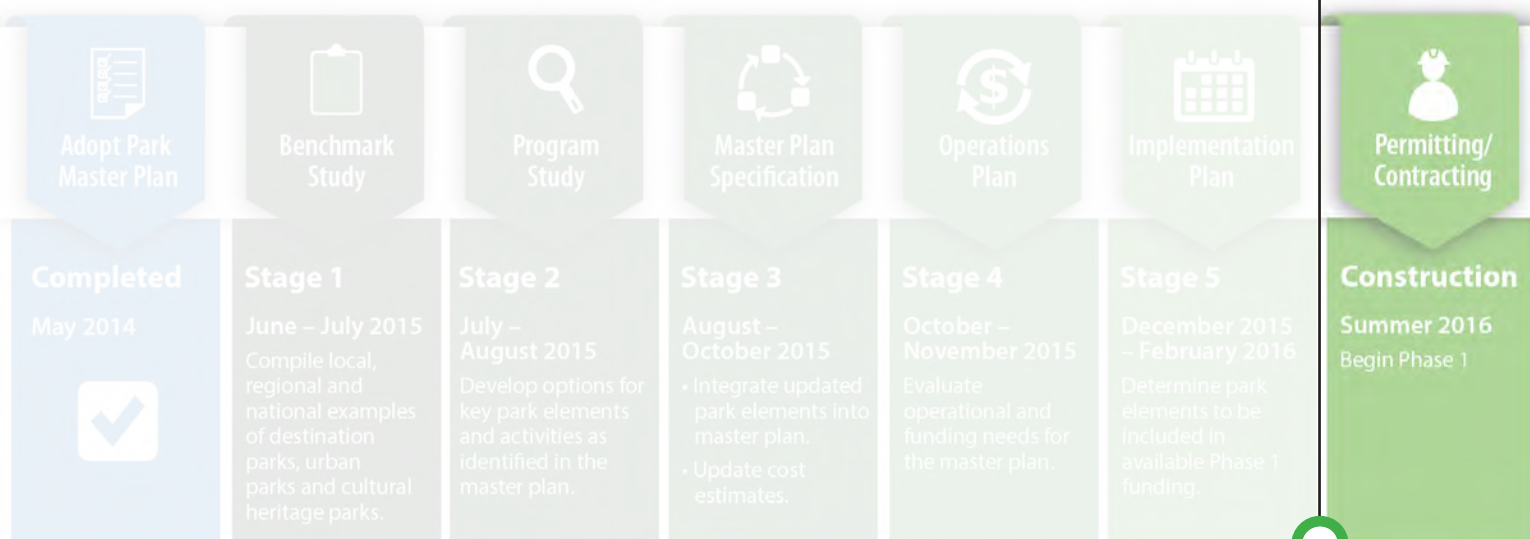 Adopt Park
Master Plan
Completed
May 2014
Benchmark
Study
Stage 1
June – July 2015
Compile local,
regional and
national examples
of destination
parks, urban
parks and cultural
heritage parks.
Program
Study
Stage 2
July –
August 2015
Develop options for
key park elements
and activities as
identified in the
master plan.
Master Plan
Specification
Stage 3
August –
October 2015
• Integrate updated
park elements into
master plan.
• Update cost
estimates.
Operations
Plan
Stage 4
October –
November 2015
Evaluate
operational and
funding needs for
the master plan.
Implementation
Plan
Stage 5
December 2015
– February 2016
Determine park
elements to be
included in
available Phase 1
funding.
Permitting/
Contracting
Construction
Summer 2016
Begin Phase 1